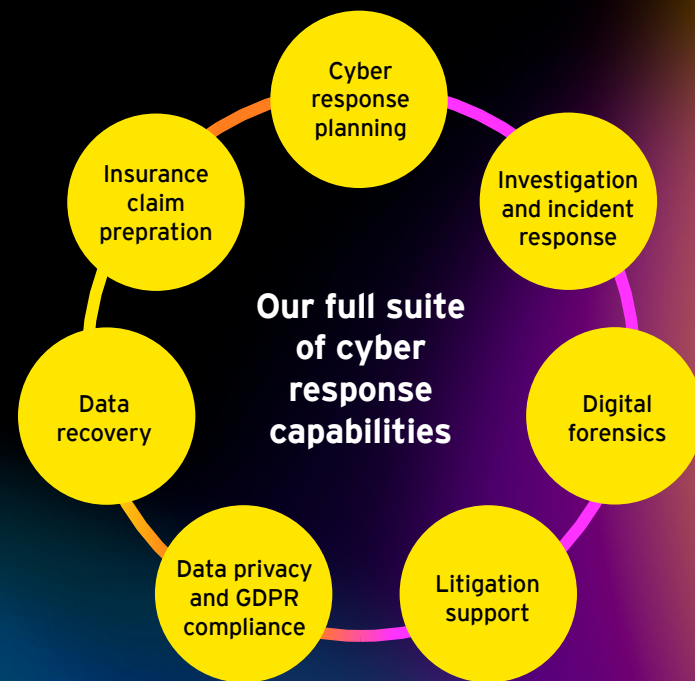 Cyber
response
planning
Investigation
and incident
response
Digital
forensics
Litigation
support
Data privacy
and GDPR
compliance
Data
recovery
Insurance
claim
prepration
Our full suite
of cyber
response
capabilities